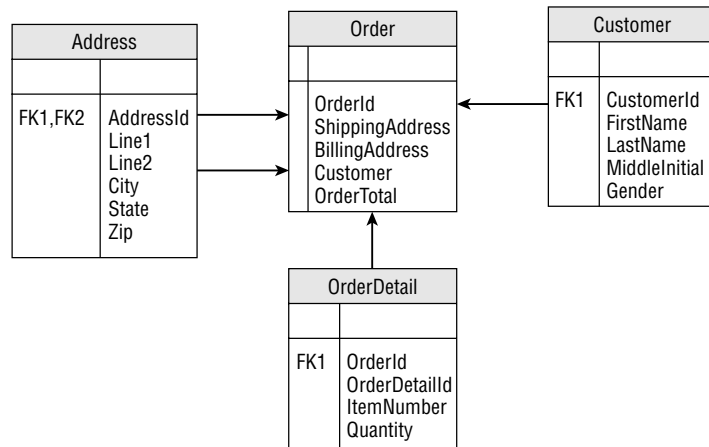 Address
FK1,FK2
AddressId
Line1
Line2
City
State
Zip
Order
OrderId
ShippingAddress
BillingAddress
Customer
OrderTotal
Customer
FK1
CustomerId
FirstName
LastName
MiddleInitial
Gender
OrderDetail
FK1
OrderId
OrderDetailId
ItemNumber
Quantity